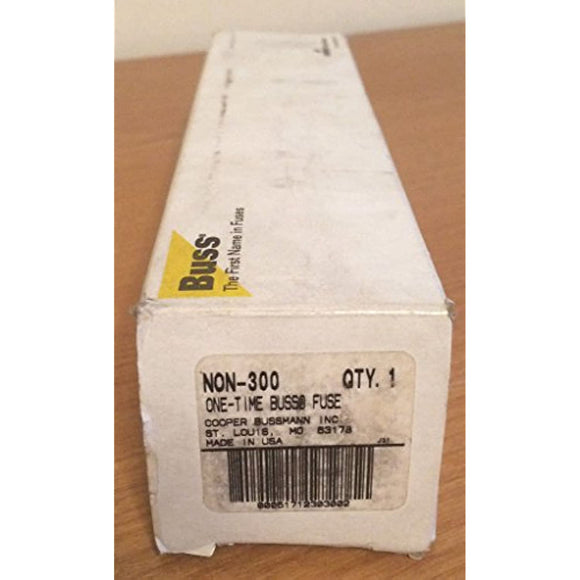 Buss®
The First Name in Fuses
NON-300 QTY. 1
ONE-TIME BUSS® FUSE
COOPER BUSSMANN INC
ST. LOUIS, MO 63178
MADE IN USA